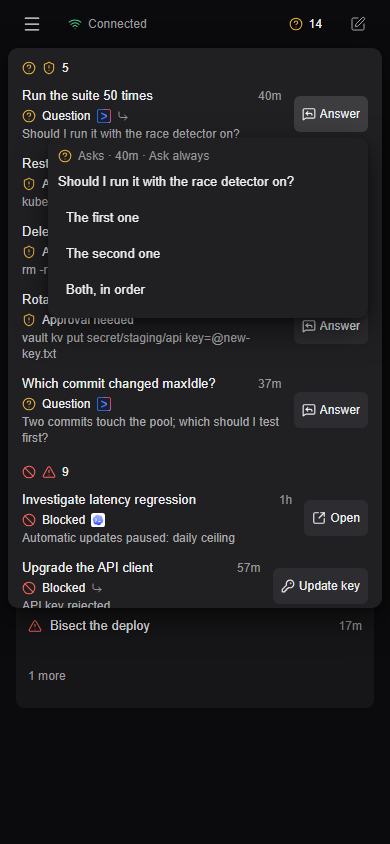 Connected
14
5
Run the suite 50 times
40m
Question
Answer
Should I run it with the race detector on?
Asks · 40m · Ask always
Should I run it with the race detector on?
The first one
The second one
Both, in order
rm -r
Approval needed
Answer
vault kv put secret/staging/api key=@new-
key.txt
Which commit changed maxIdle?
37m
Question
Answer
Two commits touch the pool; which should I test
first?
9
Investigate latency regression
1h
Blocked
Open
Automatic updates paused: daily ceiling
Upgrade the API client
57m
Blocked
Update key
API key rejected
Bisect the deploy
17m
1 more